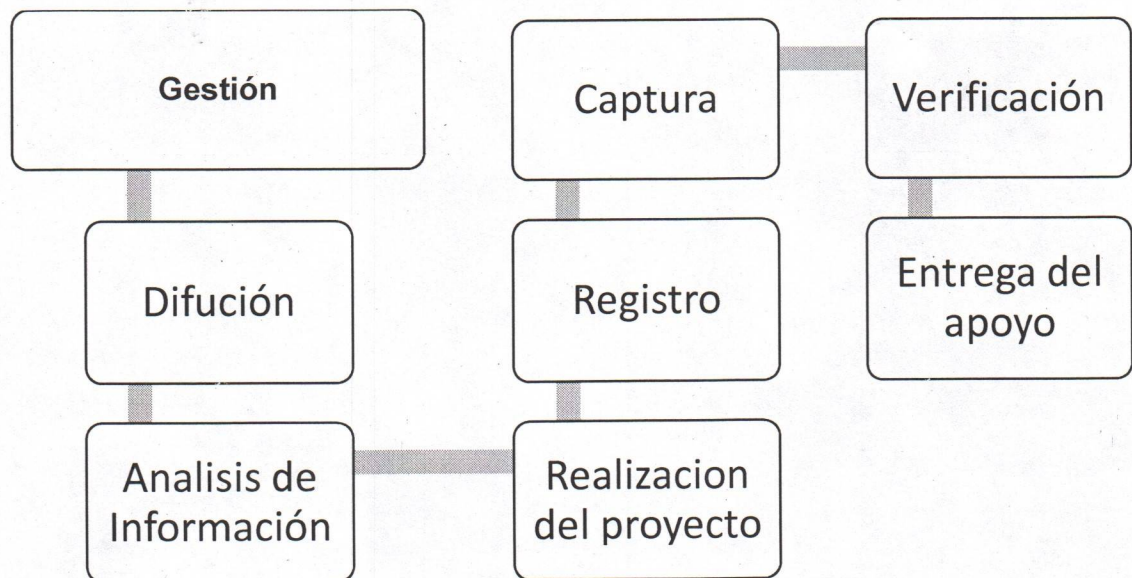 Gestión
Difución
Analisis de
Información
Realizacion
del proyecto
Registro
Captura
Verificación
Entrega del
apoyo